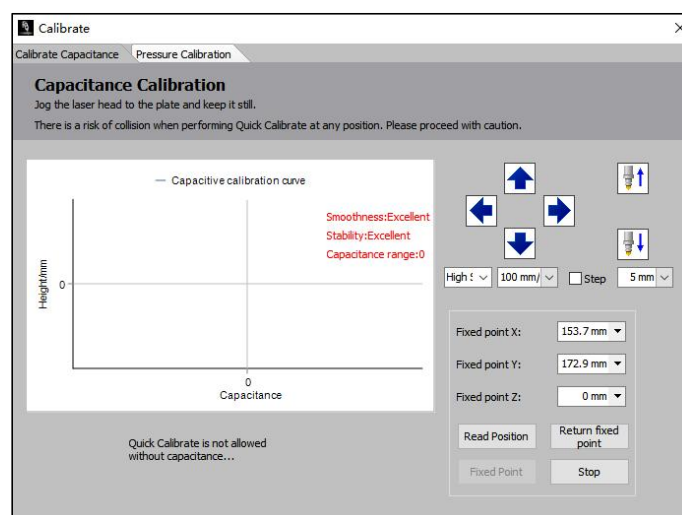 Calibrate
Calibrate Capacitance Pressure Calibration
Capacitance Calibration
Jog the laser head to the plate and keep it still.
There is a risk of collision when performing Quick Calibrate at any position. Please proceed with caution.
Capacitive calibration curve
Smoothness:Excellent
Stability:Excellent
Capacitance range:0
Height/mm
0
0
Capacitance
Quick Calibrate is not allowed
without capacitance...
High S 100 mm/ Step 5 mm
Fixed point X: 153.7 mm
Fixed point Y: 172.9 mm
Fixed point Z: 0 mm
Read Position
Return fixed
point
Fixed Point
Stop